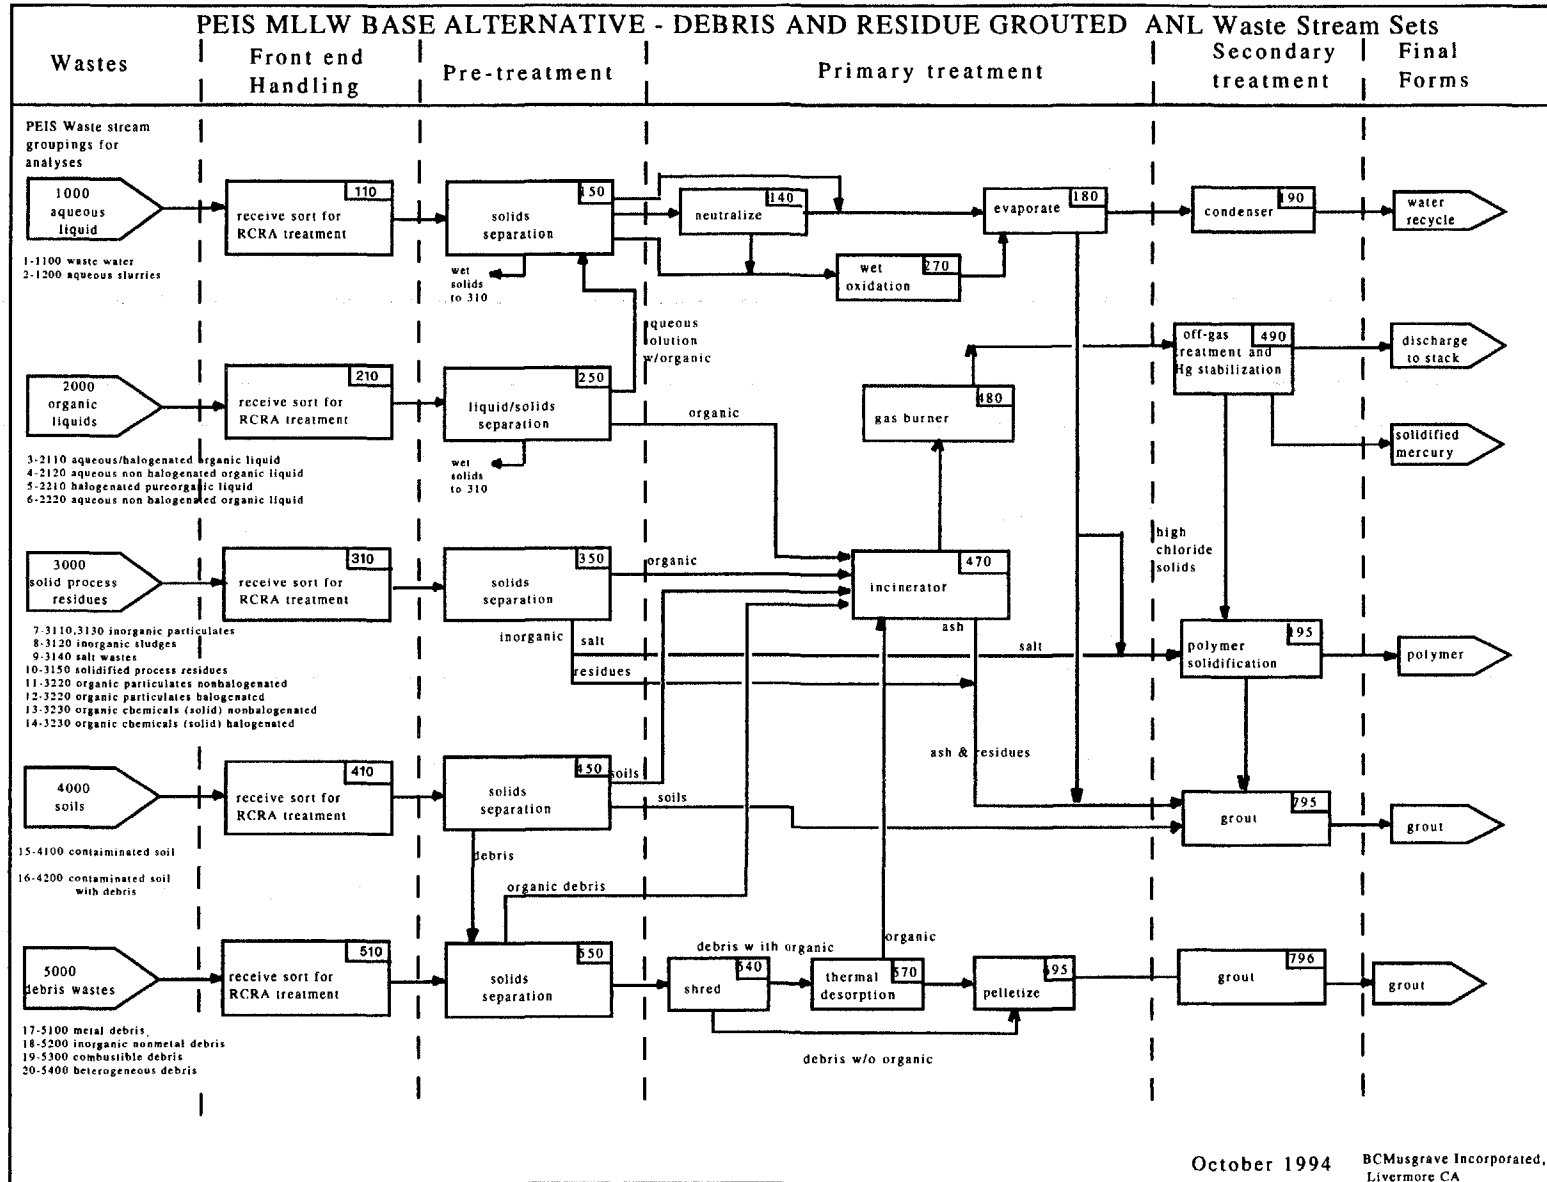 PEIS MLLW BASE ALTERNATIVE - DEBRIS AND RESIDUE GROUTED ANL Waste Stream Sets
Wastes
Front end
Handling
Pre-treatment
Primary treatment
Secondary
treatment
Final
Forms
PEIS Waste stream
groupings for
analyses
1000
aqueous
liquid
1-1100 waste water
2-1200 aqueous slurries
110
receive sort for
RCRA treatment
150
solids
separation
wet
solids
to 310
140
neutralize
270
wet
oxidation
180
evaporate
190
condenser
water
recycle
aqueous
solution
w/organic
2000
organic
liquids
3-2110 aqueous/halogenated organic liquid
4-2120 aqueous non halogenated organic liquid
5-2210 halogenated pureorganic liquid
6-2220 aqueous non halogenated organic liquid
210
receive sort for
RCRA treatment
250
liquid/solids
separation
wet
solids
to 310
organic
480
gas burner
off-gas
490
treatment and
Hg stabilization
discharge
to stack
solidified
mercury
high
chloride
solids
3000
solid process
residues
7-3110,3130 inorganic particulates
8-3120 inorganic sludges
9-3140 salt wastes
10-3150 solidified process residues
11-3220 organic particulates nonhalogenated
12-3220 organic particulates halogenated
13-3230 organic chemicals (solid) nonhalogenated
14-3230 organic chemicals (solid) halogenated
310
receive sort for
RCRA treatment
350
solids
separation
organic
inorganic
salt
residues
470
incinerator
ash
salt
195
polymer
solidification
polymer
4000
soils
15-4100 contaiminated soil
16-4200 contaminated soil
with debris
410
receive sort for
RCRA treatment
450
solids
separation
soils
soils
debris
organic debris
ash & residues
795
grout
grout
5000
debris wastes
17-5100 metal debris
18-5200 inorganic nonmetal debris
19-5300 combustible debris
20-5400 heterogeneous debris
510
receive sort for
RCRA treatment
550
solids
separation
debris w ith organic
540
shred
organic
570
thermal
desorption
695
pelletize
debris w/o organic
796
grout
grout
October 1994
BCMusgrave Incorporated,
Livermore CA